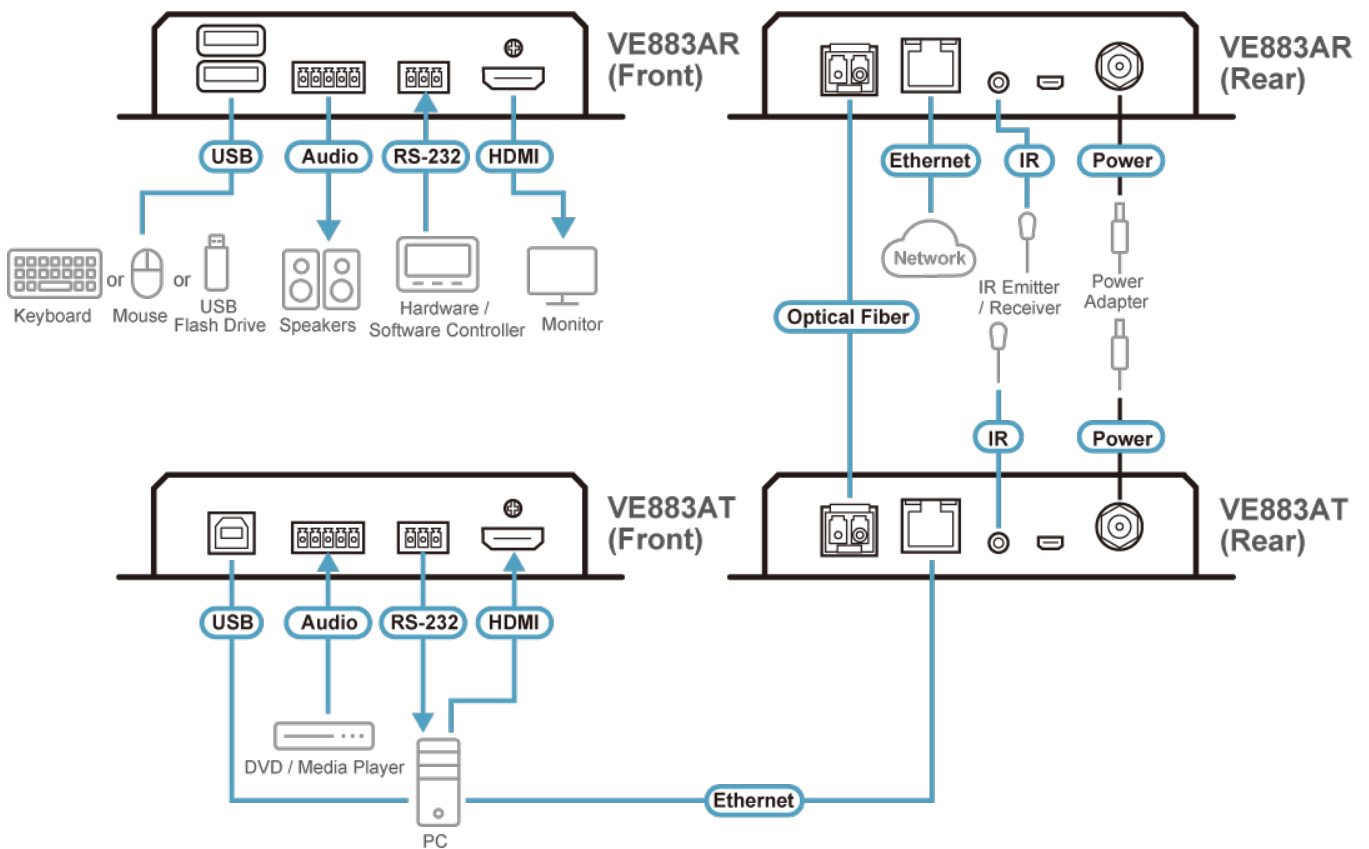 VE883AR
(Front)
USB
Audio
RS-232
HDMI
Keyboard
or
Mouse
or
USB
Flash Drive
Speakers
Hardware /
Software Controller
Monitor
VE883AR
(Rear)
Ethernet
IR
Power
Network
IR Emitter
/ Receiver
Power
Adapter
Optical Fiber
IR
Power
VE883AT
(Front)
USB
Audio
RS-232
HDMI
DVD / Media Player
PC
VE883AT
(Rear)
Ethernet